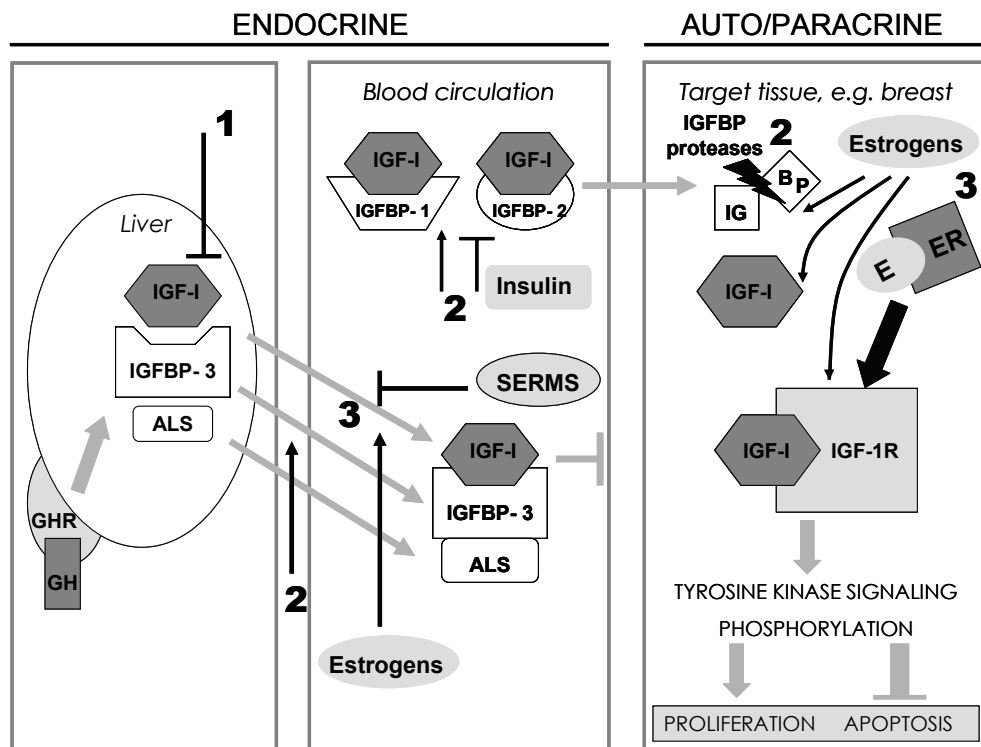 ENDOCRINE
AUTO/PARACRINE
1
Liver
IGF-I
IGFBP- 3
ALS
GHR
GH
2
Blood circulation
IGF-I
IGF-I
IGFBP- 1
IGFBP- 2
Insulin
2
SERMS
3
IGF-I
IGFBP- 3
ALS
Estrogens
Target tissue, e.g. breast
IGFBP
proteases
2
Estrogens
BP
IG
3
ER
E
IGF-I
IGF-I
IGF-1R
TYROSINE KINASE SIGNALING
PHOSPHORYLATION
PROLIFERATION
APOPTOSIS